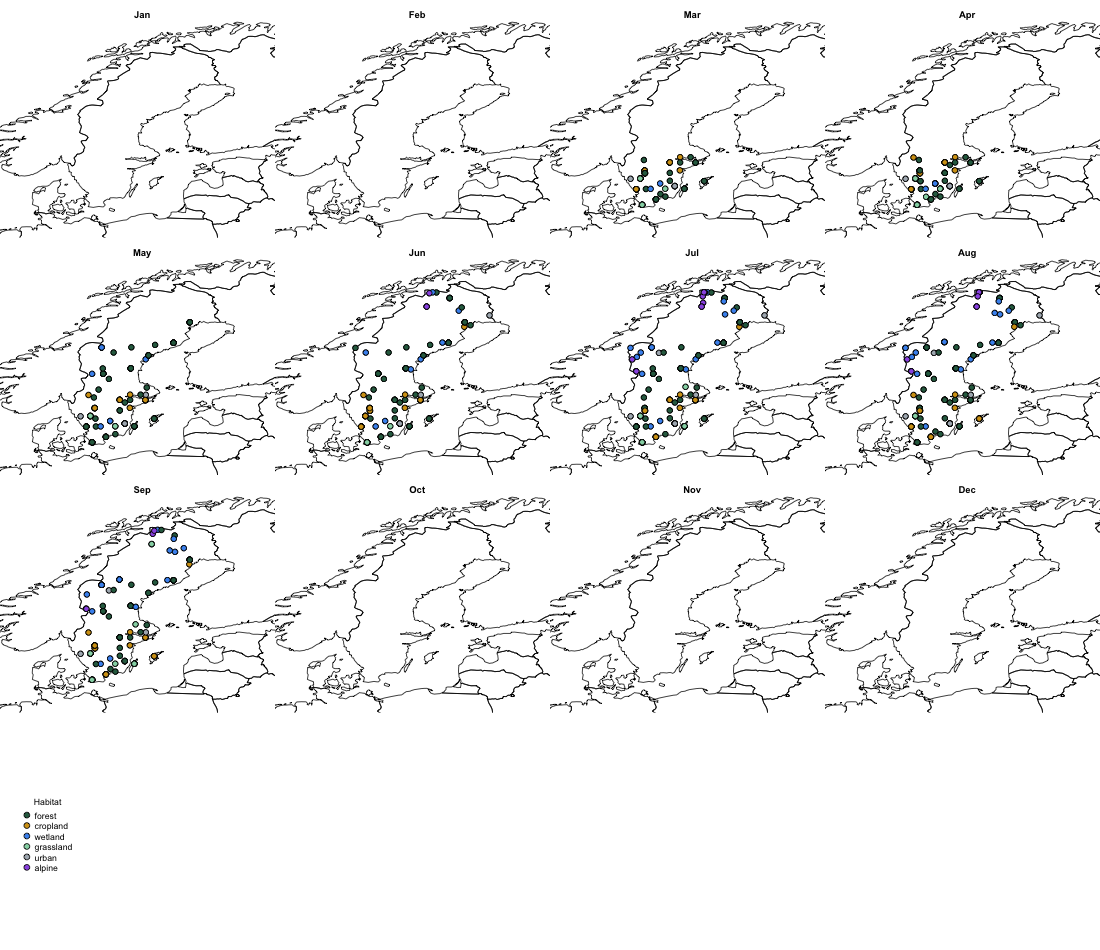 Jan
Feb
Mar
Apr
May
Jun
Jul
Aug
Sep
Oct
Nov
Dec
Habitat
forest
cropland
wetland
grassland
urban
alpine